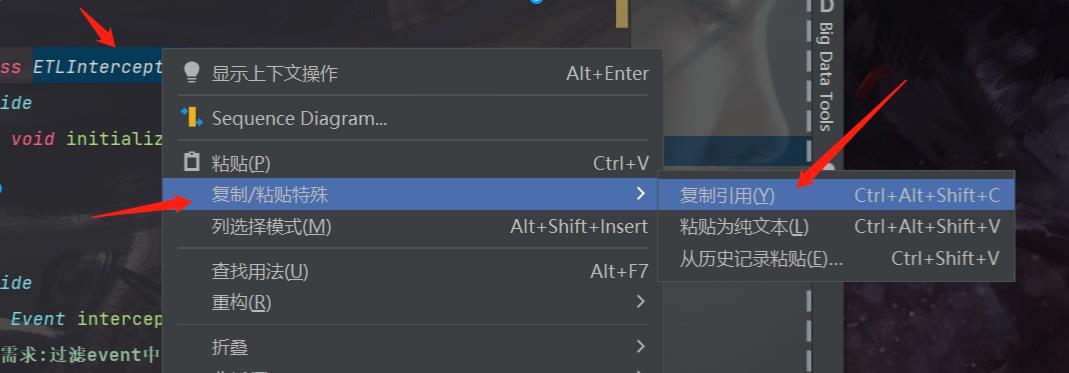 ss ETLIntercept
ide
void initializ
ide
Event intercep
需求:过滤event中
显示上下文操作 Alt+Enter
Sequence Diagram...
粘贴(P) Ctrl+V
复制/粘贴特殊
列选择模式(M) Alt+Shift+Insert
查找用法(U) Alt+F7
重构(R)
折叠
复制引用(Y) Ctrl+Alt+Shift+C
粘贴为纯文本(L) Ctrl+Alt+Shift+V
从历史记录粘贴(E)... Ctrl+Shift+V
D
Big Data Tools